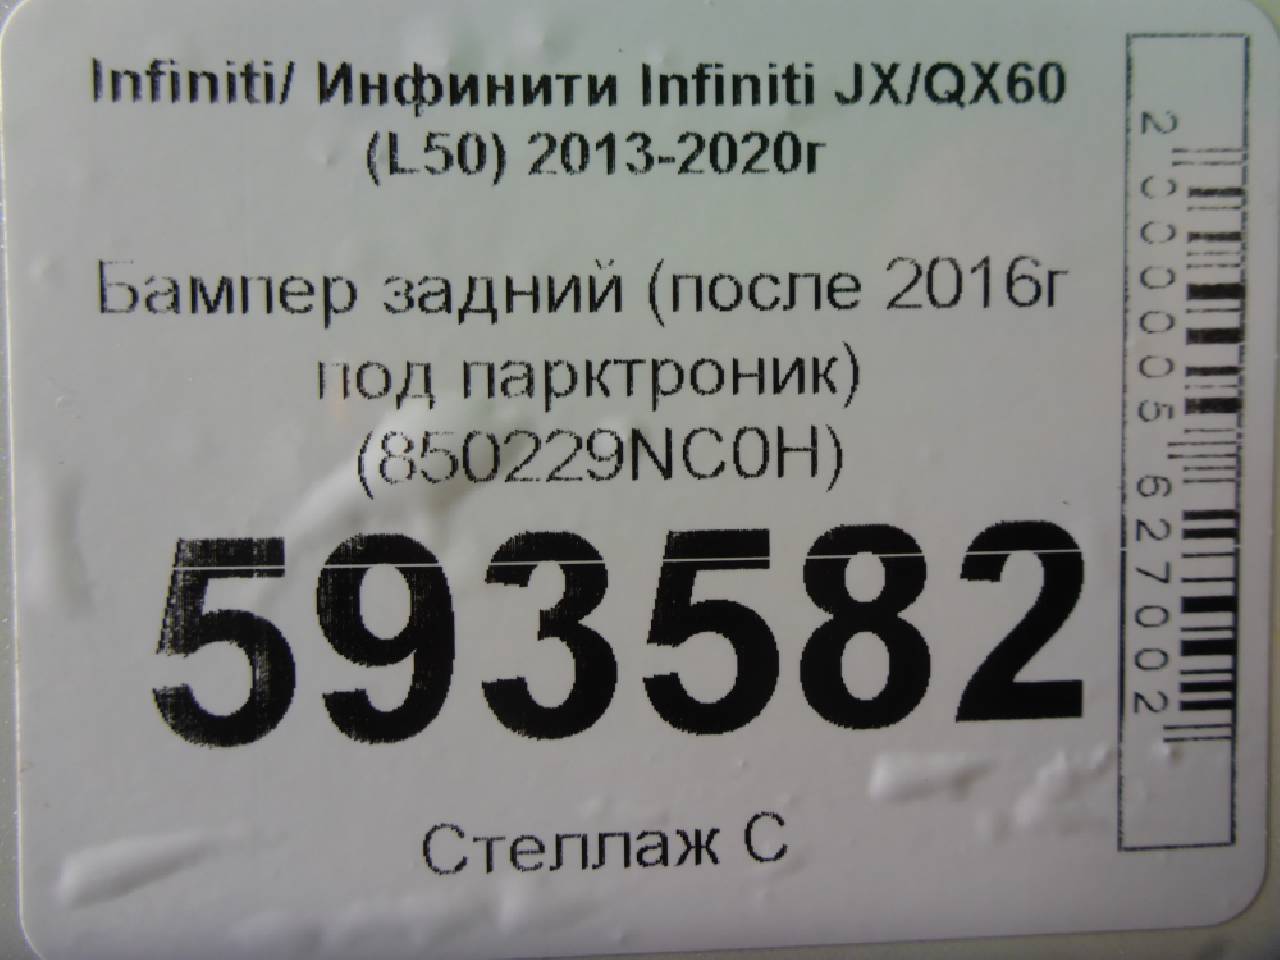 Infiniti/ Инфинити Infiniti JX/QX60
(L50) 2013-2020г
Бампер задний (после 2016г
под парктроник)
(850229NC0H)
593582
Стеллаж С
2000005627002